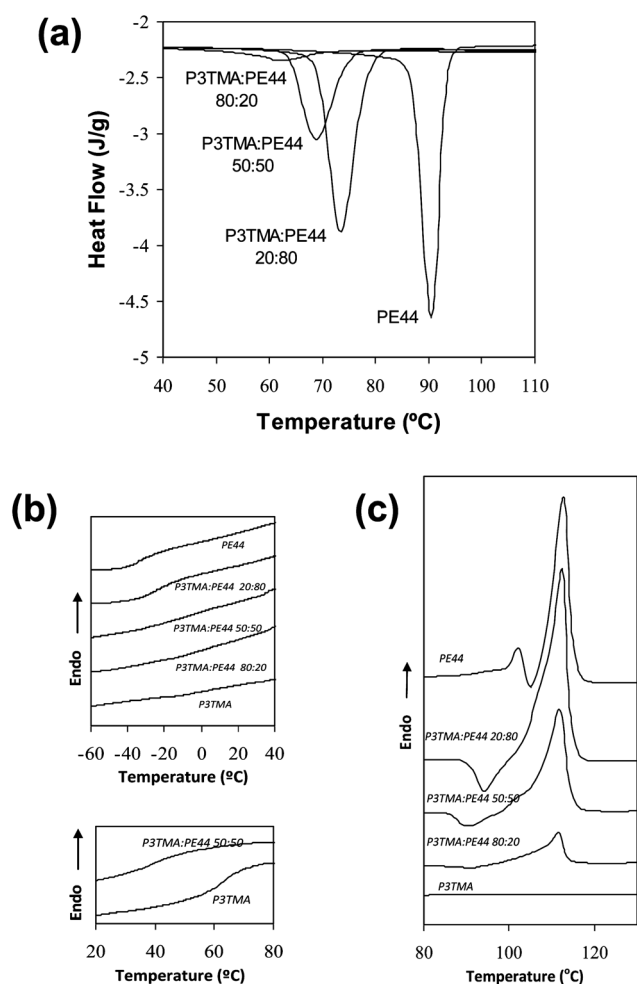 (a)
-2
-2.5
-3
-3.5
-4
-4.5
-5
Heat Flow (J/g)
P3TMA:PE44
80:20
P3TMA:PE44
50:50
P3TMA:PE44
20:80
PE44
40 50 60 70 80 90 100 110
Temperature (ºC)
(b)
Endo
PE44
P3TMA:PE44 20:80
P3TMA:PE44 50:50
P3TMA:PE44 80:20
P3TMA
-60 -40 -20 0 20 40
Temperature (ºC)
Endo
P3TMA:PE44 50:50
P3TMA
20 40 60 80
Temperature (ºC)
(c)
Endo
PE44
P3TMA:PE44 20:80
P3TMA:PE44 50:50
P3TMA:PE44 80:20
P3TMA
80 100 120
Temperature (°C)